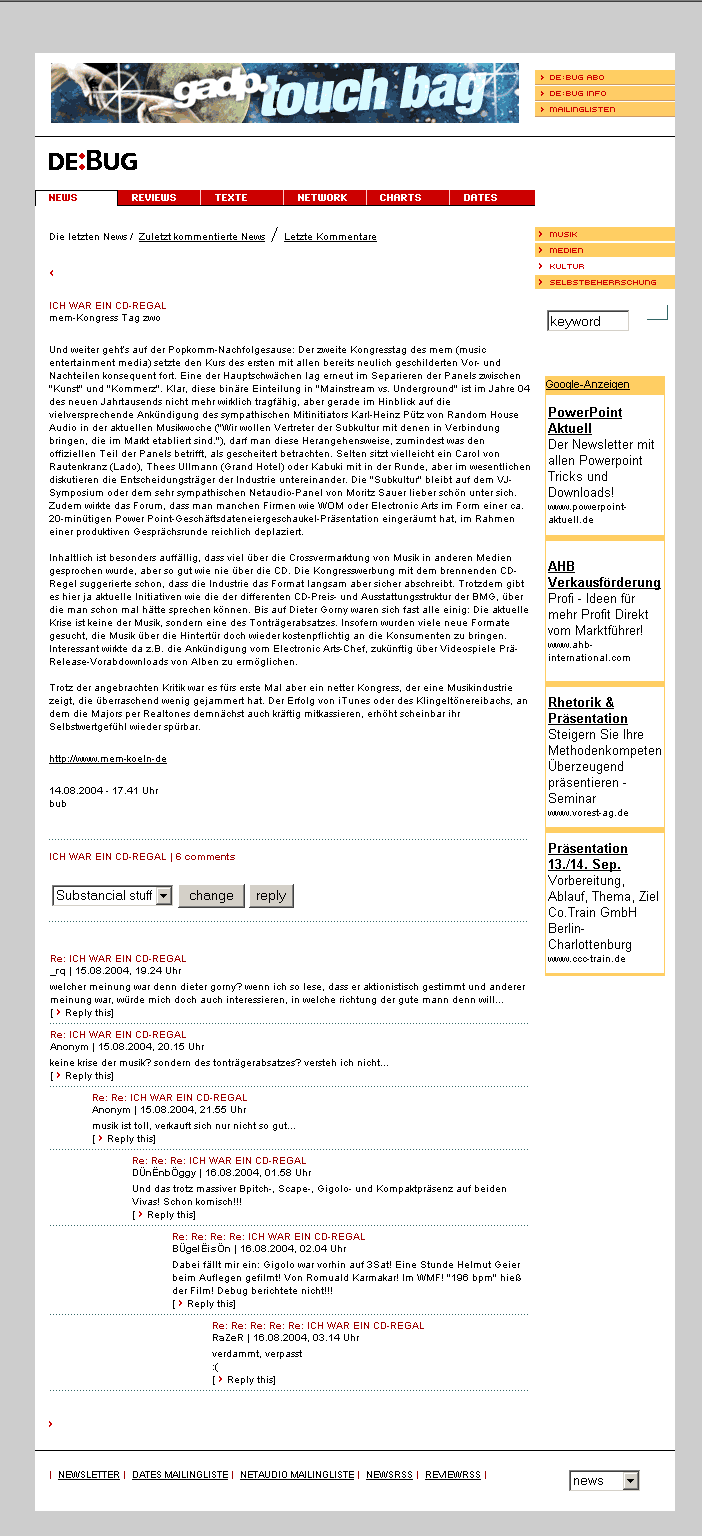 gadp.touch bag
DE:BUG ABO
DE:BUG INFO
MAILINGLISTEN
DE:BUG
NEWS REVIEWS TEXTE NETWORK CHARTS DATES
Die letzten News / Zuletzt kommentierte News / Letzte Kommentare
MUSIK
MEDIEN
KULTUR
SELBSTBEHERRSCHUNG
keyword
‹
ICH WAR EIN CD-REGAL
mem-Kongress Tag zwo
Und weiter geht's auf der Popkomm-Nachfolgesause: Der zweite Kongresstag des mem (music
entertainment media) setzte den Kurs des ersten mit allen bereits neulich geschilderten Vor- und
Nachteilen konsequent fort. Eine der Hauptschwächen lag erneut im Separieren der Panels zwischen
"Kunst" und "Kommerz". Klar, diese binäre Einteilung in "Mainstream vs. Underground" ist im Jahre 04
des neuen Jahrtausends nicht mehr wirklich tragfähig, aber gerade im Hinblick auf die
vielversprechende Ankündigung des sympathischen Mitinitiators Karl-Heinz Pütz von Random House
Audio in der aktuellen Musikwoche ("Wir wollen Vertreter der Subkultur mit denen in Verbindung
bringen, die im Markt etabliert sind."), darf man diese Herangehensweise, zumindest was den
offiziellen Teil der Panels betrifft, als gescheitert betrachten. Selten sitzt vielleicht ein Carol von
Rautenkranz (Lado), Thees Ullmann (Grand Hotel) oder Kabuki mit in der Runde, aber im wesentlichen
diskutieren die Entscheidungsträger der Industrie untereinander. Die "Subkultur" bleibt auf dem VJ-
Symposium oder dem sehr sympathischen Netaudio-Panel von Moritz Sauer lieber schön unter sich.
Zudem wirkte das Forum, dass man manchen Firmen wie WOM oder Electronic Arts im Form einer ca.
20-minütigen Power Point-Geschäftsdateneiergeschaukel-Präsentation eingeräumt hat, im Rahmen
einer produktiven Gesprächsrunde reichlich deplaziert.
Inhaltlich ist besonders auffällig, dass viel über die Crossvermarktung von Musik in anderen Medien
gesprochen wurde, aber so gut wie nie über die CD. Die Kongresswerbung mit dem brennenden CD-
Regel suggerierte schon, dass die Industrie das Format langsam aber sicher abschreibt. Trotzdem gibt
es hier ja aktuelle Initiativen wie die der differenten CD-Preis- und Ausstattungsstruktur der BMG, über
die man schon mal hätte sprechen können. Bis auf Dieter Gorny waren sich fast alle einig: Die aktuelle
Krise ist keine der Musik, sondern eine des Tonträgerabsatzes. Insofern wurden viele neue Formate
gesucht, die Musik über die Hintertür doch wieder kostenpflichtig an die Konsumenten zu bringen.
Interessant wirkte da z.B. die Ankündigung vom Electronic Arts-Chef, zukünftig über Videospiele Prä-
Release-Vorabdownloads von Alben zu ermöglichen.
Trotz der angebrachten Kritik war es fürs erste Mal aber ein netter Kongress, der eine Musikindustrie
zeigt, die überraschend wenig gejammert hat. Der Erfolg von iTunes oder des Klingeltönereibachs, an
dem die Majors per Realtones demnächst auch kräftig mitkassieren, erhöht scheinbar ihr
Selbstwertgefühl wieder spürbar.
http://www.mem-koeln-de
14.08.2004 - 17.41 Uhr
bub
Google-Anzeigen
PowerPoint
Aktuell
Der Newsletter mit
allen Powerpoint
Tricks und
Downloads!
www.powerpoint-
aktuell.de
AHB
Verkausförderung
Profi - Ideen für
mehr Profit Direkt
vom Marktführer!
www.ahb-
international.com
Rhetorik &
Präsentation
Steigern Sie Ihre
Methodenkompeten
Überzeugend
präsentieren -
Seminar
www.vorest-ag.de
Präsentation
13./14. Sep.
Vorbereitung,
Ablauf, Thema, Ziel
Co.Train GmbH
Berlin-
Charlottenburg
www.ccc-train.de
ICH WAR EIN CD-REGAL | 6 comments
Substancial stuff change reply
Re: ICH WAR EIN CD-REGAL
_rq | 15.08.2004, 19.24 Uhr
welcher meinung war denn dieter gorny? wenn ich so lese, dass er aktionistisch gestimmt und anderer
meinung war, würde mich doch auch interessieren, in welche richtung der gute mann denn will...
[ › Reply this]
Re: ICH WAR EIN CD-REGAL
Anonym | 15.08.2004, 20.15 Uhr
keine krise der musik? sondern des tonträgerabsatzes? versteh ich nicht...
[ › Reply this]
Re: Re: ICH WAR EIN CD-REGAL
Anonym | 15.08.2004, 21.55 Uhr
musik ist toll, verkauft sich nur nicht so gut...
[ › Reply this]
Re: Re: Re: ICH WAR EIN CD-REGAL
DÜnËnbÖggy | 16.08.2004, 01.58 Uhr
Und das trotz massiver Bpitch-, Scape-, Gigolo- und Kompaktpräsenz auf beiden
Vivas! Schon komisch!!!
[ › Reply this]
Re: Re: Re: Re: ICH WAR EIN CD-REGAL
BÜgelËisÖn | 16.08.2004, 02.04 Uhr
Dabei fällt mir ein: Gigolo war vorhin auf 3Sat! Eine Stunde Helmut Geier
beim Auflegen gefilmt! Von Romuald Karmakar! Im WMF! "196 bpm" hieß
der Film! Debug berichtete nicht!!!
[ › Reply this]
Re: Re: Re: Re: Re: ICH WAR EIN CD-REGAL
RaZeR | 16.08.2004, 03.14 Uhr
verdammt, verpasst
:(
[ › Reply this]
›
| NEWSLETTER | DATES MAILINGLISTE | NETAUDIO MAILINGLISTE | NEWSRSS | REVIEWRSS |
news